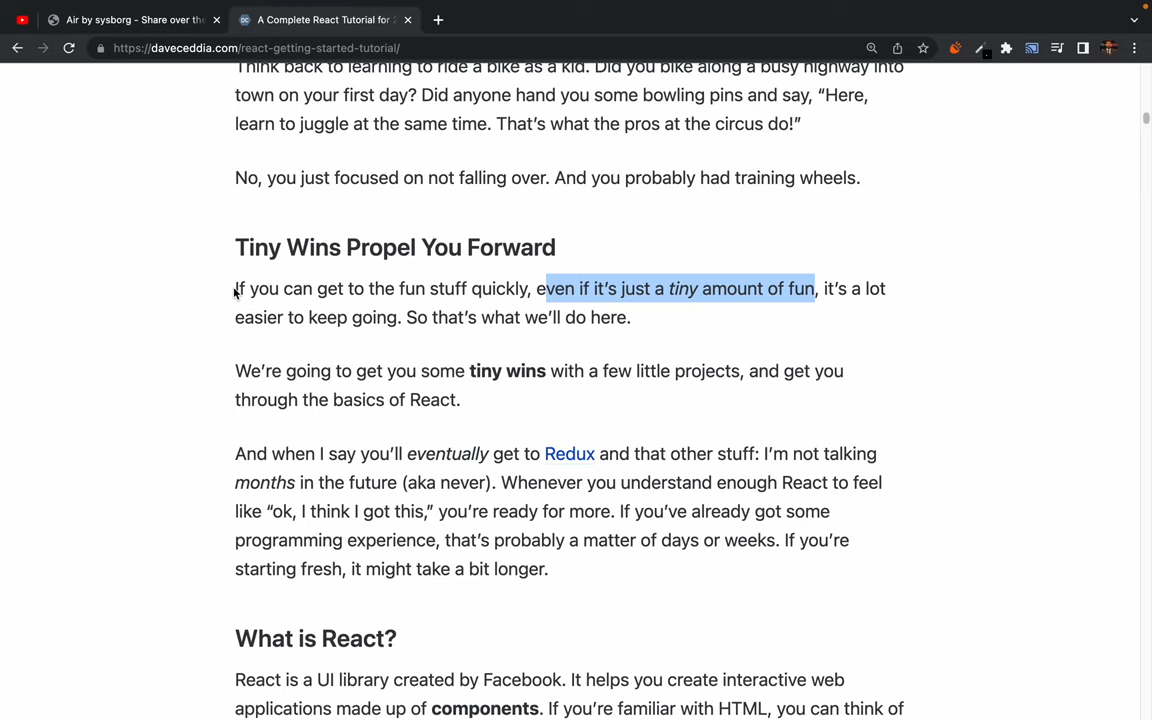 Air by sysborg - Share over the
A Complete React Tutorial for 2
https://daveceddia.com/react-getting-started-tutorial/
Think back to learning to ride a bike as a kid. Did you bike along a busy highway into
town on your first day? Did anyone hand you some bowling pins and say, “Here,
learn to juggle at the same time. That’s what the pros at the circus do!”
No, you just focused on not falling over. And you probably had training wheels.
Tiny Wins Propel You Forward
If you can get to the fun stuff quickly, even if it’s just a tiny amount of fun, it’s a lot
easier to keep going. So that’s what we’ll do here.
We’re going to get you some tiny wins with a few little projects, and get you
through the basics of React.
And when I say you’ll eventually get to Redux and that other stuff: I’m not talking
months in the future (aka never). Whenever you understand enough React to feel
like “ok, I think I got this,” you’re ready for more. If you’ve already got some
programming experience, that’s probably a matter of days or weeks. If you’re
starting fresh, it might take a bit longer.
What is React?
React is a UI library created by Facebook. It helps you create interactive web
applications made up of components. If you’re familiar with HTML, you can think of